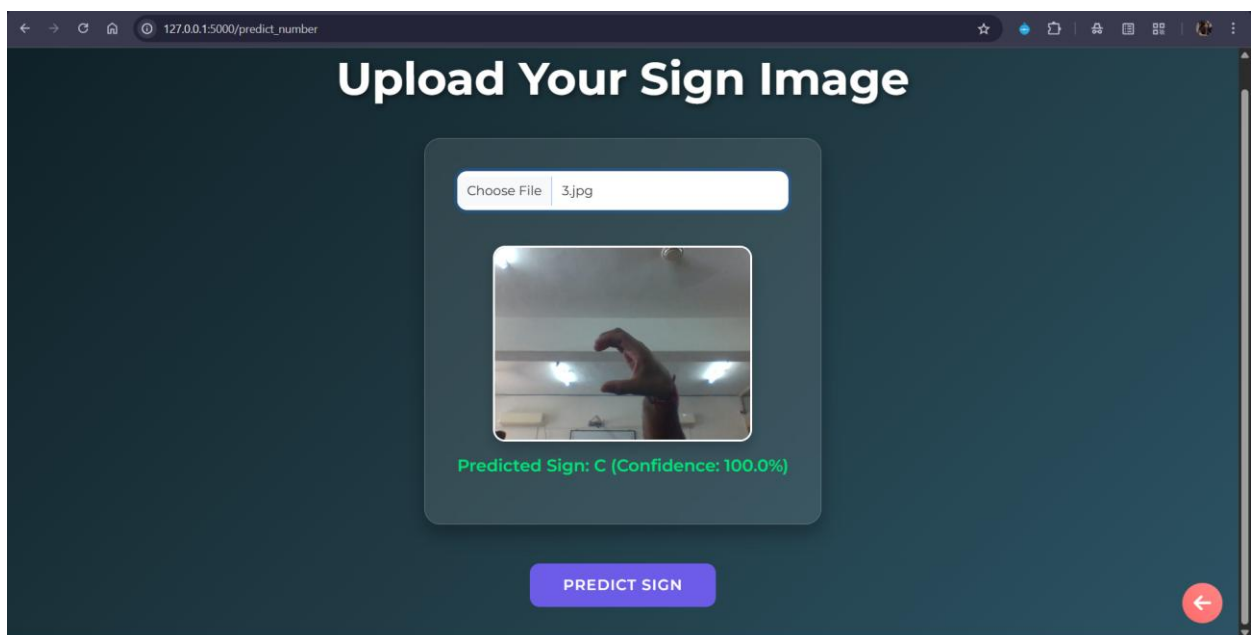 127.0.0.1:5000/predict_number
Upload Your Sign Image
Choose File 3.jpg
Predicted Sign: C (Confidence: 100.0%)
PREDICT SIGN